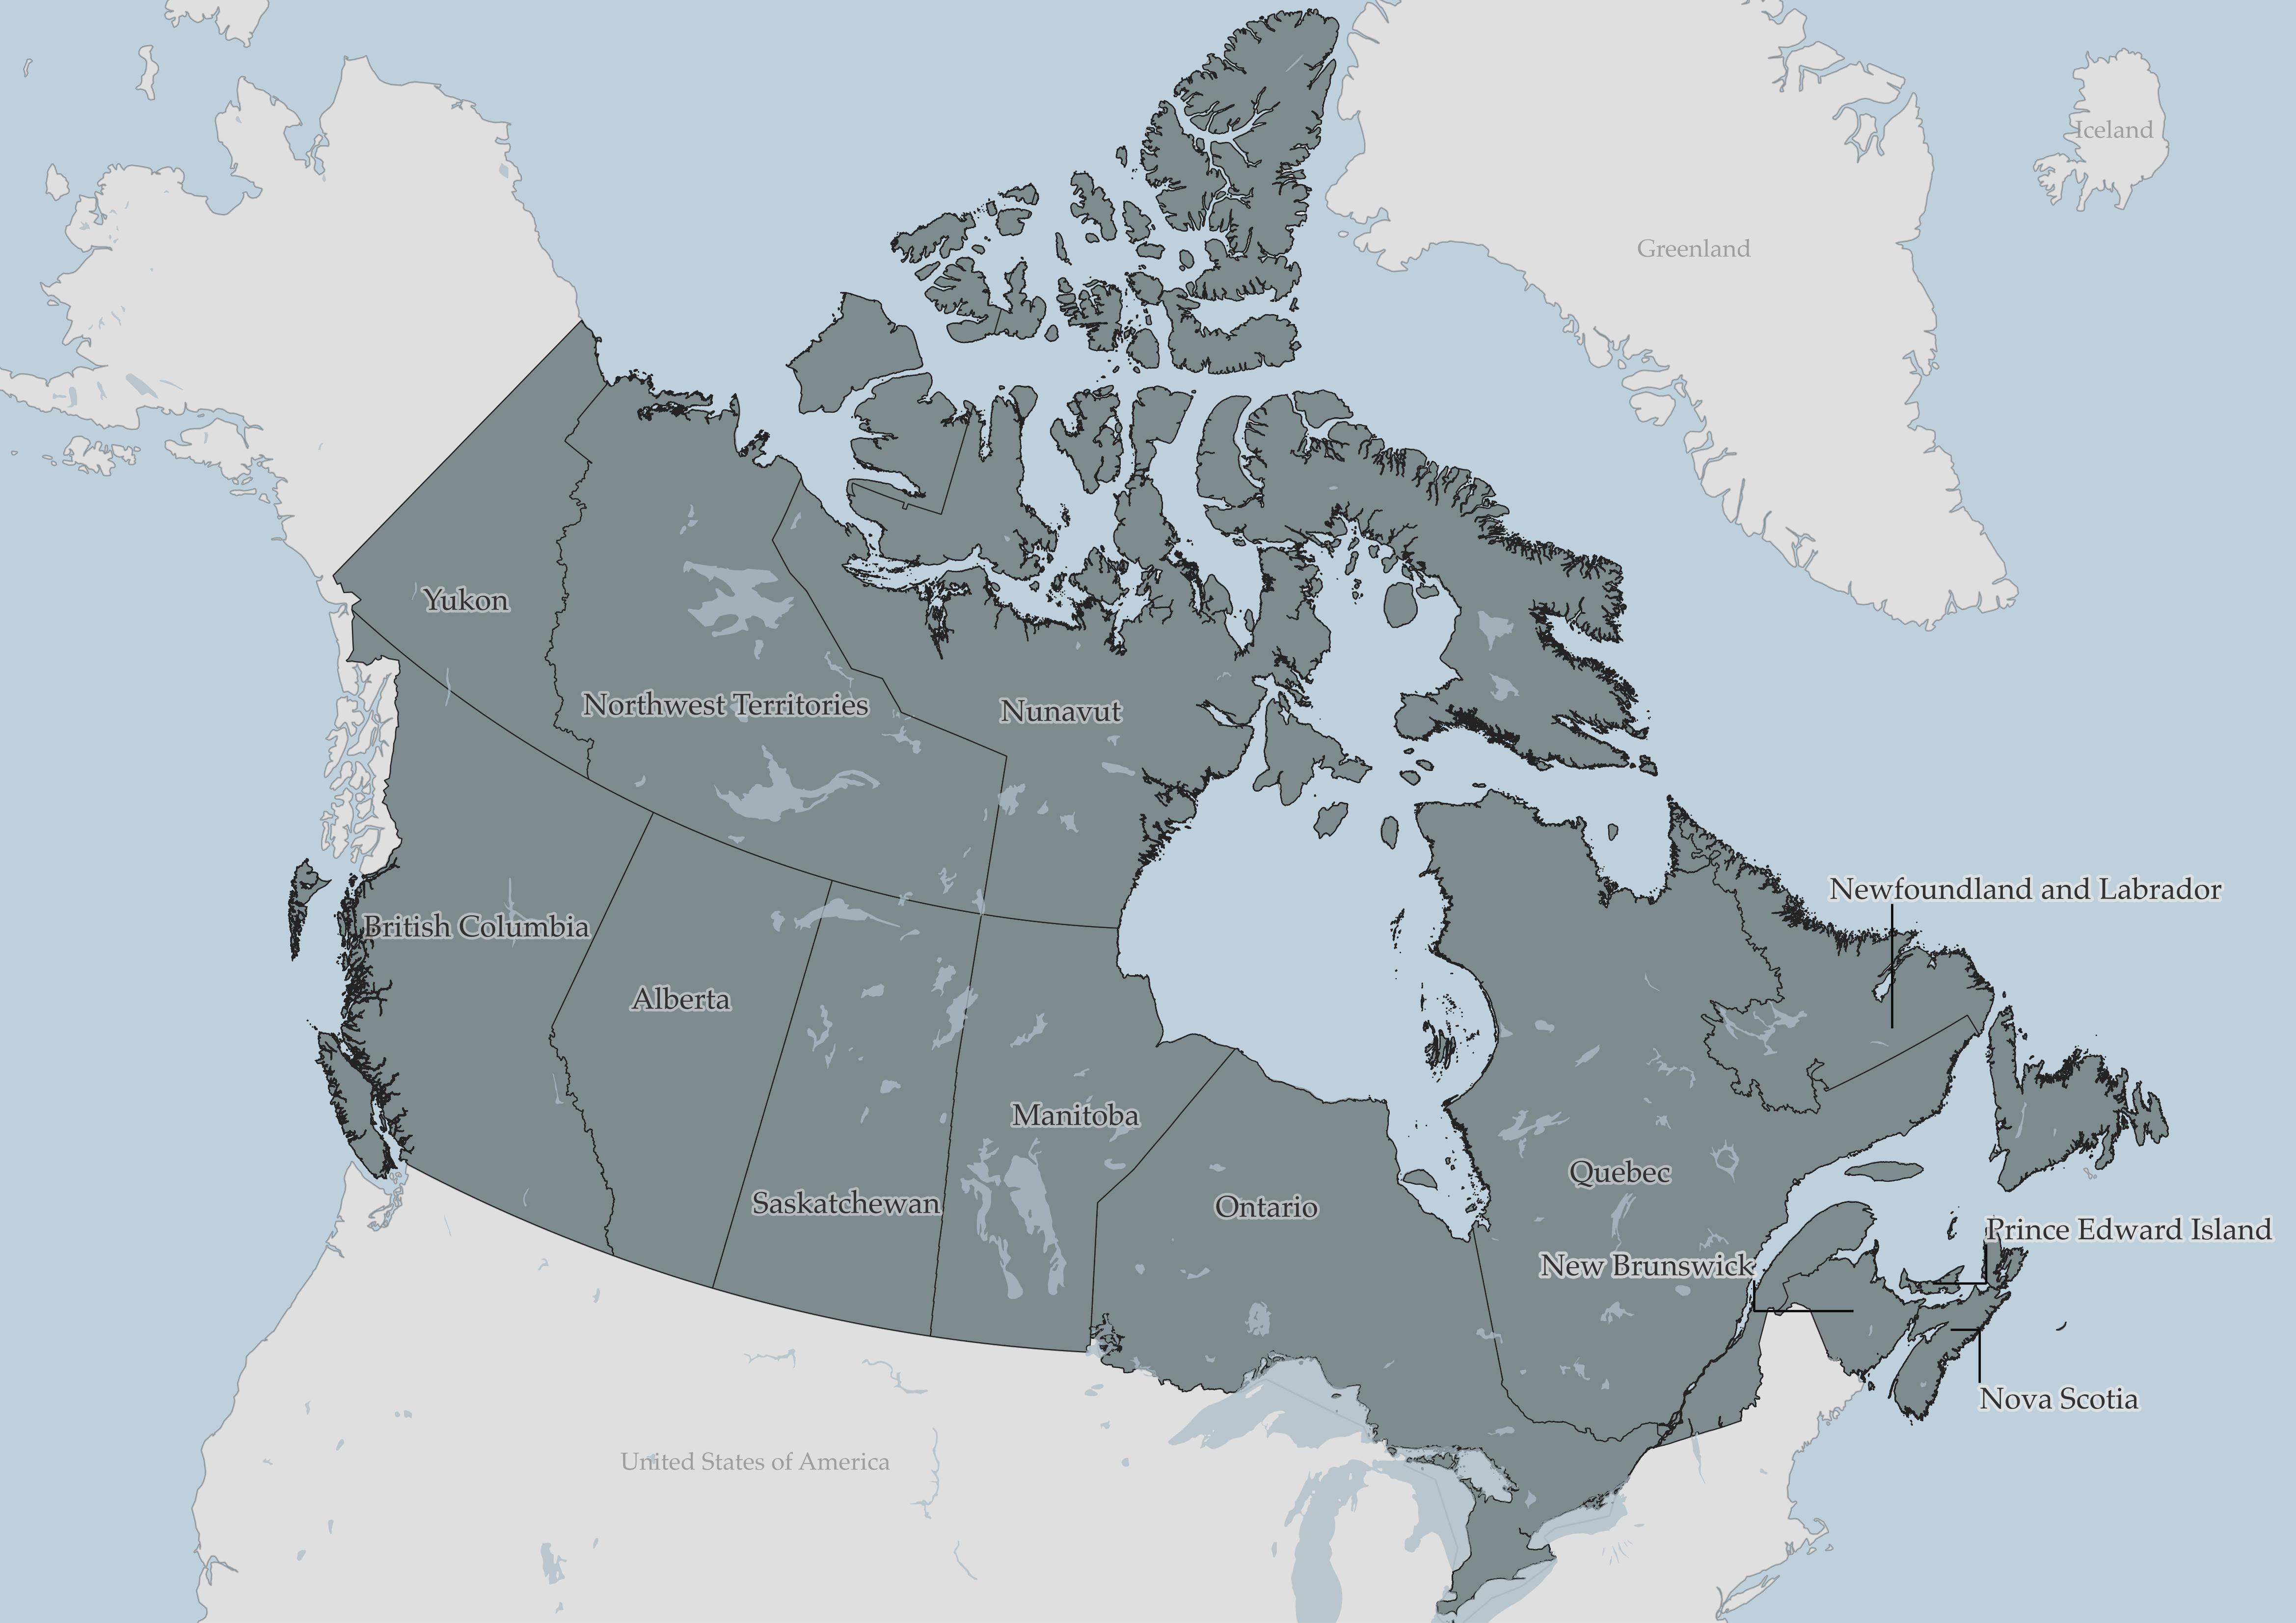 Iceland
Greenland
Yukon
Northwest Territories
Nunavut
Newfoundland and Labrador
British Columbia
Alberta
Manitoba
Quebec
Saskatchewan
Ontario
Prince Edward Island
New Brunswick
Nova Scotia
United States of America